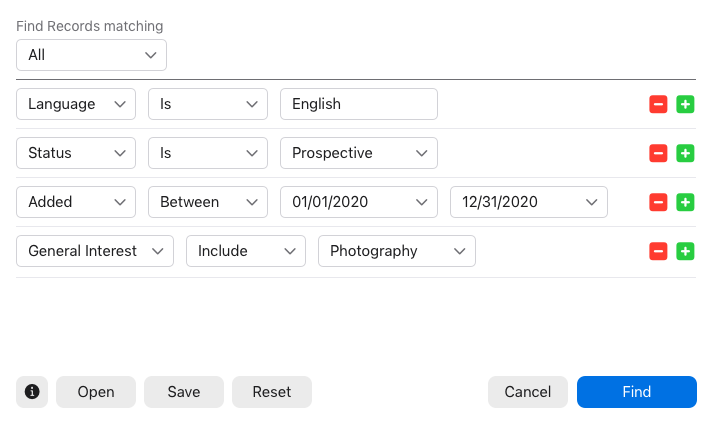 Find Records matching
All
Language Is English
Status Is Prospective
Added Between 01/01/2020 12/31/2020
General Interest Include Photography
Open Save Reset Cancel Find